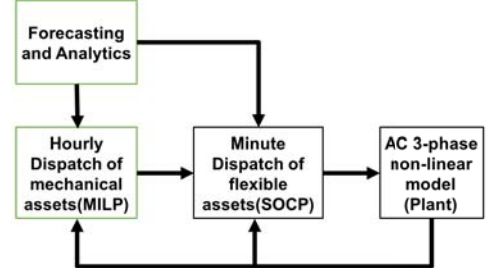 Forecasting
and Analytics
Hourly
Dispatch of
mechanical
assets(MILP)
Minute
Dispatch of
flexible
assets(SOCP)
AC 3-phase
non-linear
model
(Plant)